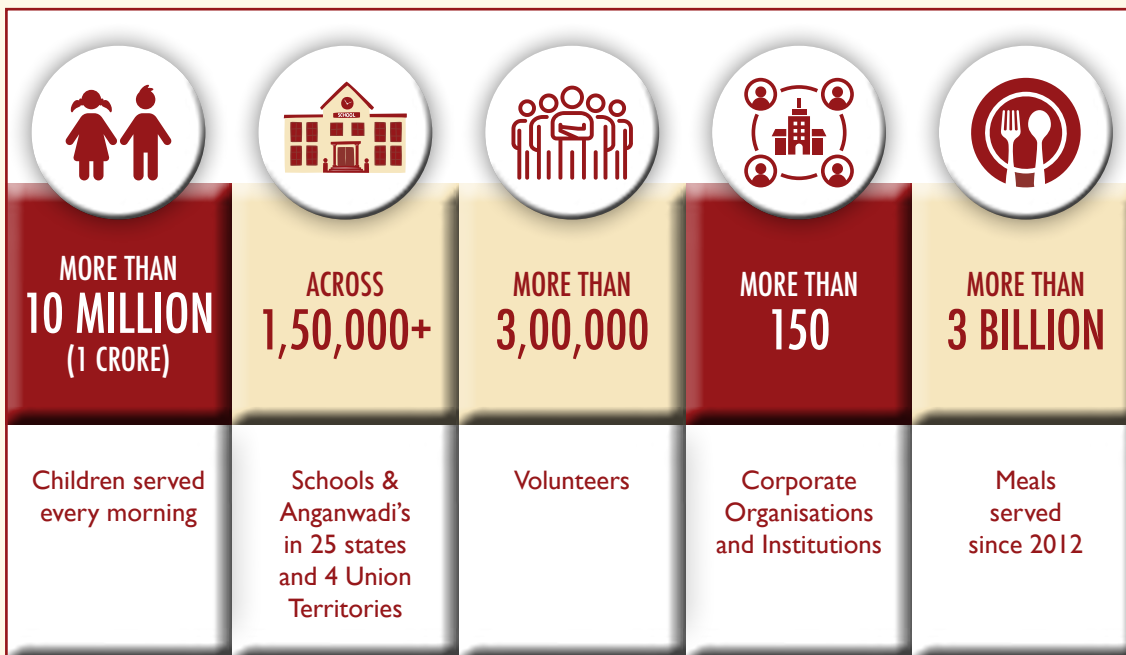 SCHOOL
MORE THAN
10 MILLION
(1 CRORE)
Children served
every morning
ACROSS
1,50,000+
Schools &
Anganwadi's
in 25 states
and 4 Union
Territories
MORE THAN
3,00,000
Volunteers
MORE THAN
150
Corporate
Organisations
and Institutions
MORE THAN
3 BILLION
Meals
served
since 2012